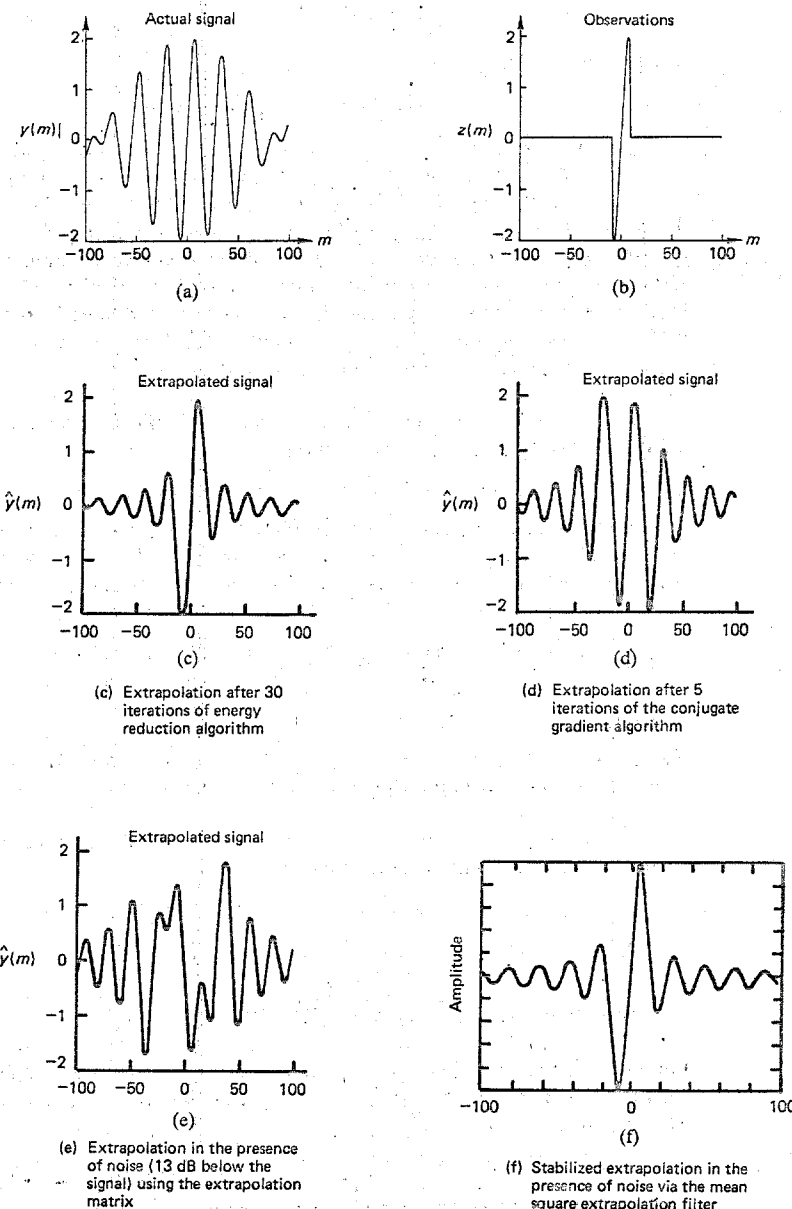 Actual signal
2
1
y(m)
0
−1
−2
−100 −50 0 50 100
m
(a)
Observations
2
1
z(m)
0
−1
−2
−100 −50 0 50 100
m
(b)
Extrapolated signal
2
1
ŷ(m)
0
−1
−2
−100 −50 0 50 100
(c)
(c) Extrapolation after 30
iterations of energy
reduction algorithm
Extrapolated signal
2
1
ŷ(m)
0
−1
−2
−100 −50 0 50 100
(d)
(d) Extrapolation after 5
iterations of the conjugate
gradient algorithm
Extrapolated signal
2
1
ŷ(m)
0
−1
−2
−100 −50 0 50 100
(e)
(e) Extrapolation in the presence
of noise (13 dB below the
signal) using the extrapolation
matrix
Amplitude
−100 0 100
(f)
(f) Stabilized extrapolation in the
presence of noise via the mean
square extrapolation filter